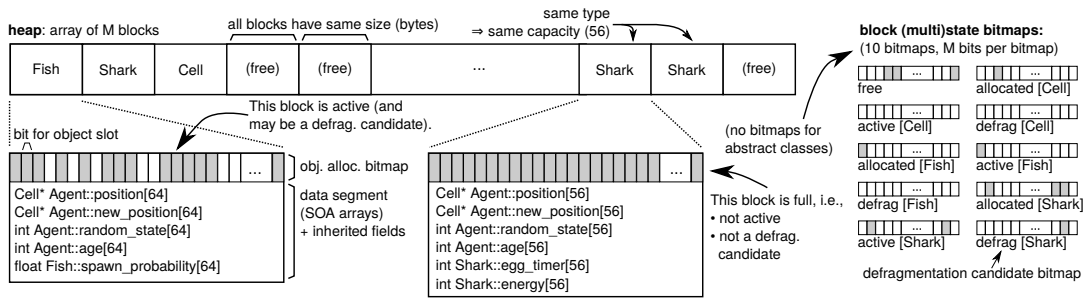 heap: array of M blocks
all blocks have same size (bytes)
same type
⇒ same capacity (56)
Fish
Shark
Cell
(free)
(free)
...
Shark
Shark
(free)
This block is active (and
may be a defrag. candidate).
bit for object slot
...
obj. alloc. bitmap
Cell* Agent::position[64]
Cell* Agent::new_position[64]
int Agent::random_state[64]
int Agent::age[64]
float Fish::spawn_probability[64]
data segment
(SOA arrays)
+ inherited fields
...
Cell* Agent::position[56]
Cell* Agent::new_position[56]
int Agent::random_state[56]
int Agent::age[56]
int Shark::egg_timer[56]
int Shark::energy[56]
(no bitmaps for
abstract classes)
This block is full, i.e.,
• not active
• not a defrag.
candidate
block (multi)state bitmaps:
(10 bitmaps, M bits per bitmap)
... ...
free allocated [Cell]
... ...
active [Cell] defrag [Cell]
... ...
allocated [Fish] active [Fish]
... ...
defrag [Fish] allocated [Shark]
... ...
active [Shark] defrag [Shark]
defragmentation candidate bitmap